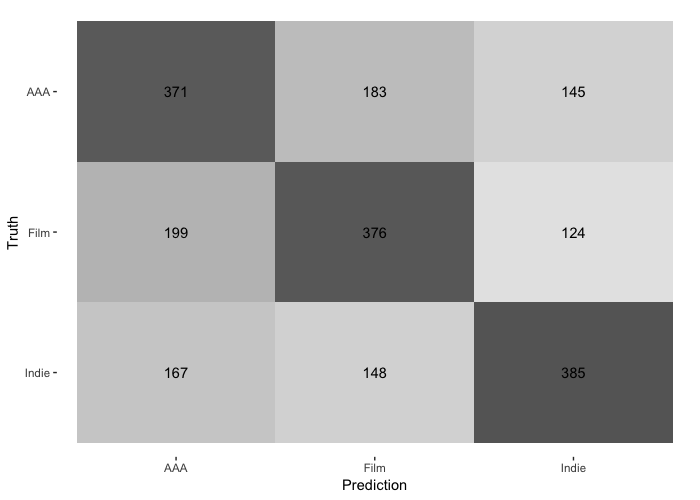 Truth
AAA
371 183 145
Film
199 376 124
Indie
167 148 385
AAA Film Indie
Prediction